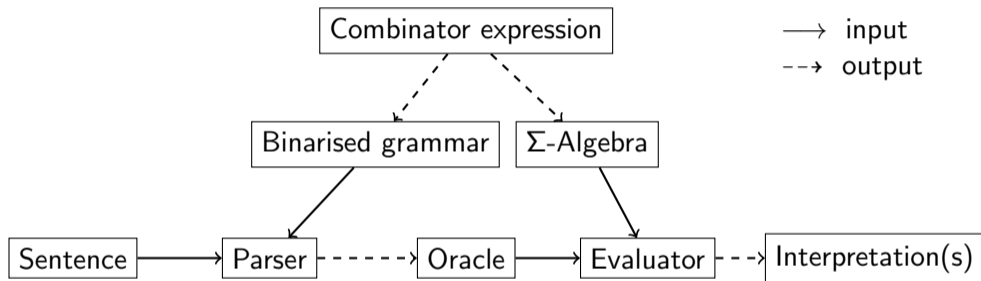 Combinator expression
input
output
Binarised grammar
Σ-Algebra
Sentence
Parser
Oracle
Evaluator
Interpretation(s)